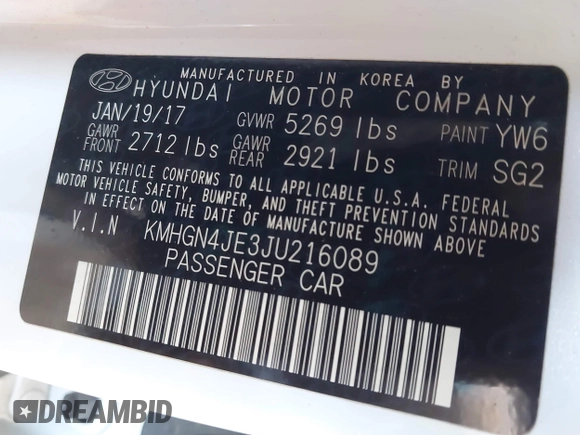 MANUFACTURED IN KOREA BY
HYUNDAI MOTOR COMPANY
JAN/19/17 GVWR 5269 lbs PAINT YW6
GAWR FRONT 2712 lbs GAWR REAR 2921 lbs TRIM SG2
THIS VEHICLE CONFORMS TO ALL APPLICABLE U.S.A. FEDERAL
MOTOR VEHICLE SAFETY, BUMPER, AND THEFT PREVENTION STANDARDS
IN EFFECT ON THE DATE OF MANUFACTURE SHOWN ABOVE
V.I.N KMHGN4JE3JU216089
PASSENGER CAR
DREAMBID